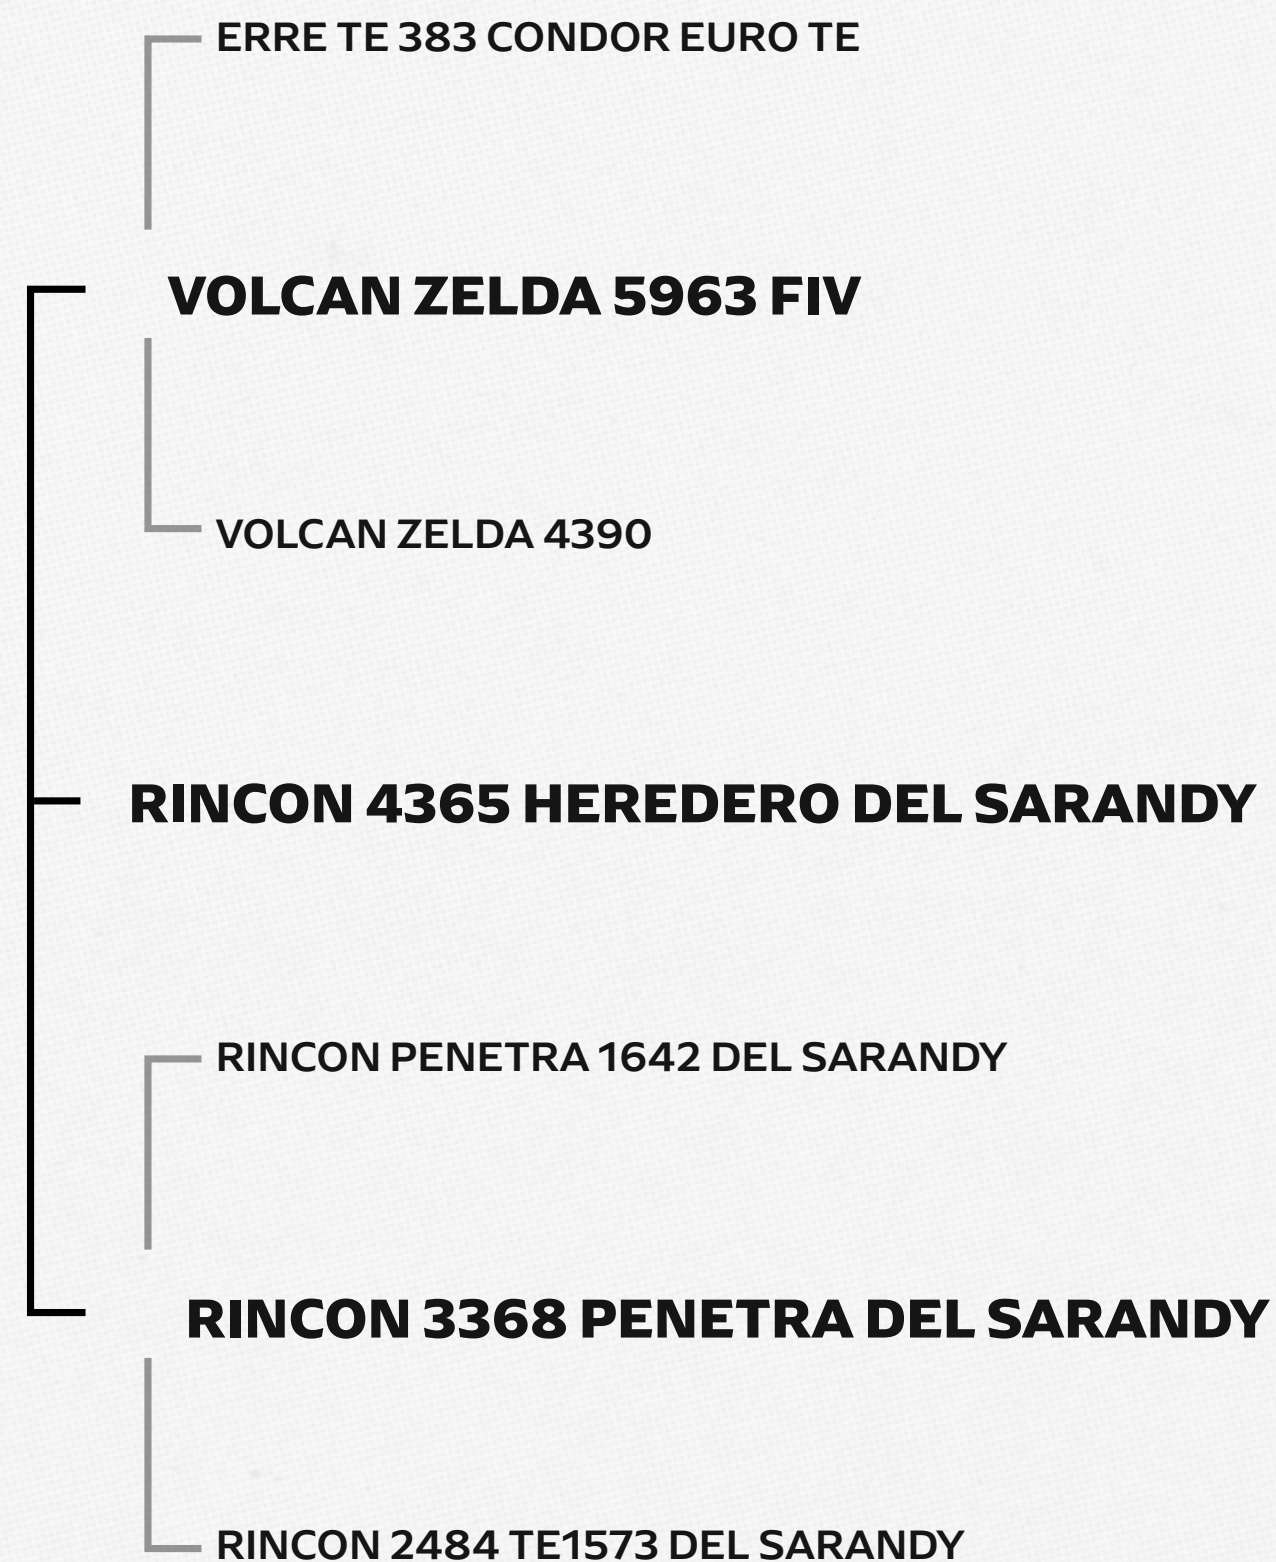 ERRE TE 383 CONDOR EURO TE
VOLCAN ZELDA 5963 FIV
VOLCAN ZELDA 4390
RINCON 4365 HEREDERO DEL SARANDY
RINCON PENETRA 1642 DEL SARANDY
RINCON 3368 PENETRA DEL SARANDY
RINCON 2484 TE1573 DEL SARANDY